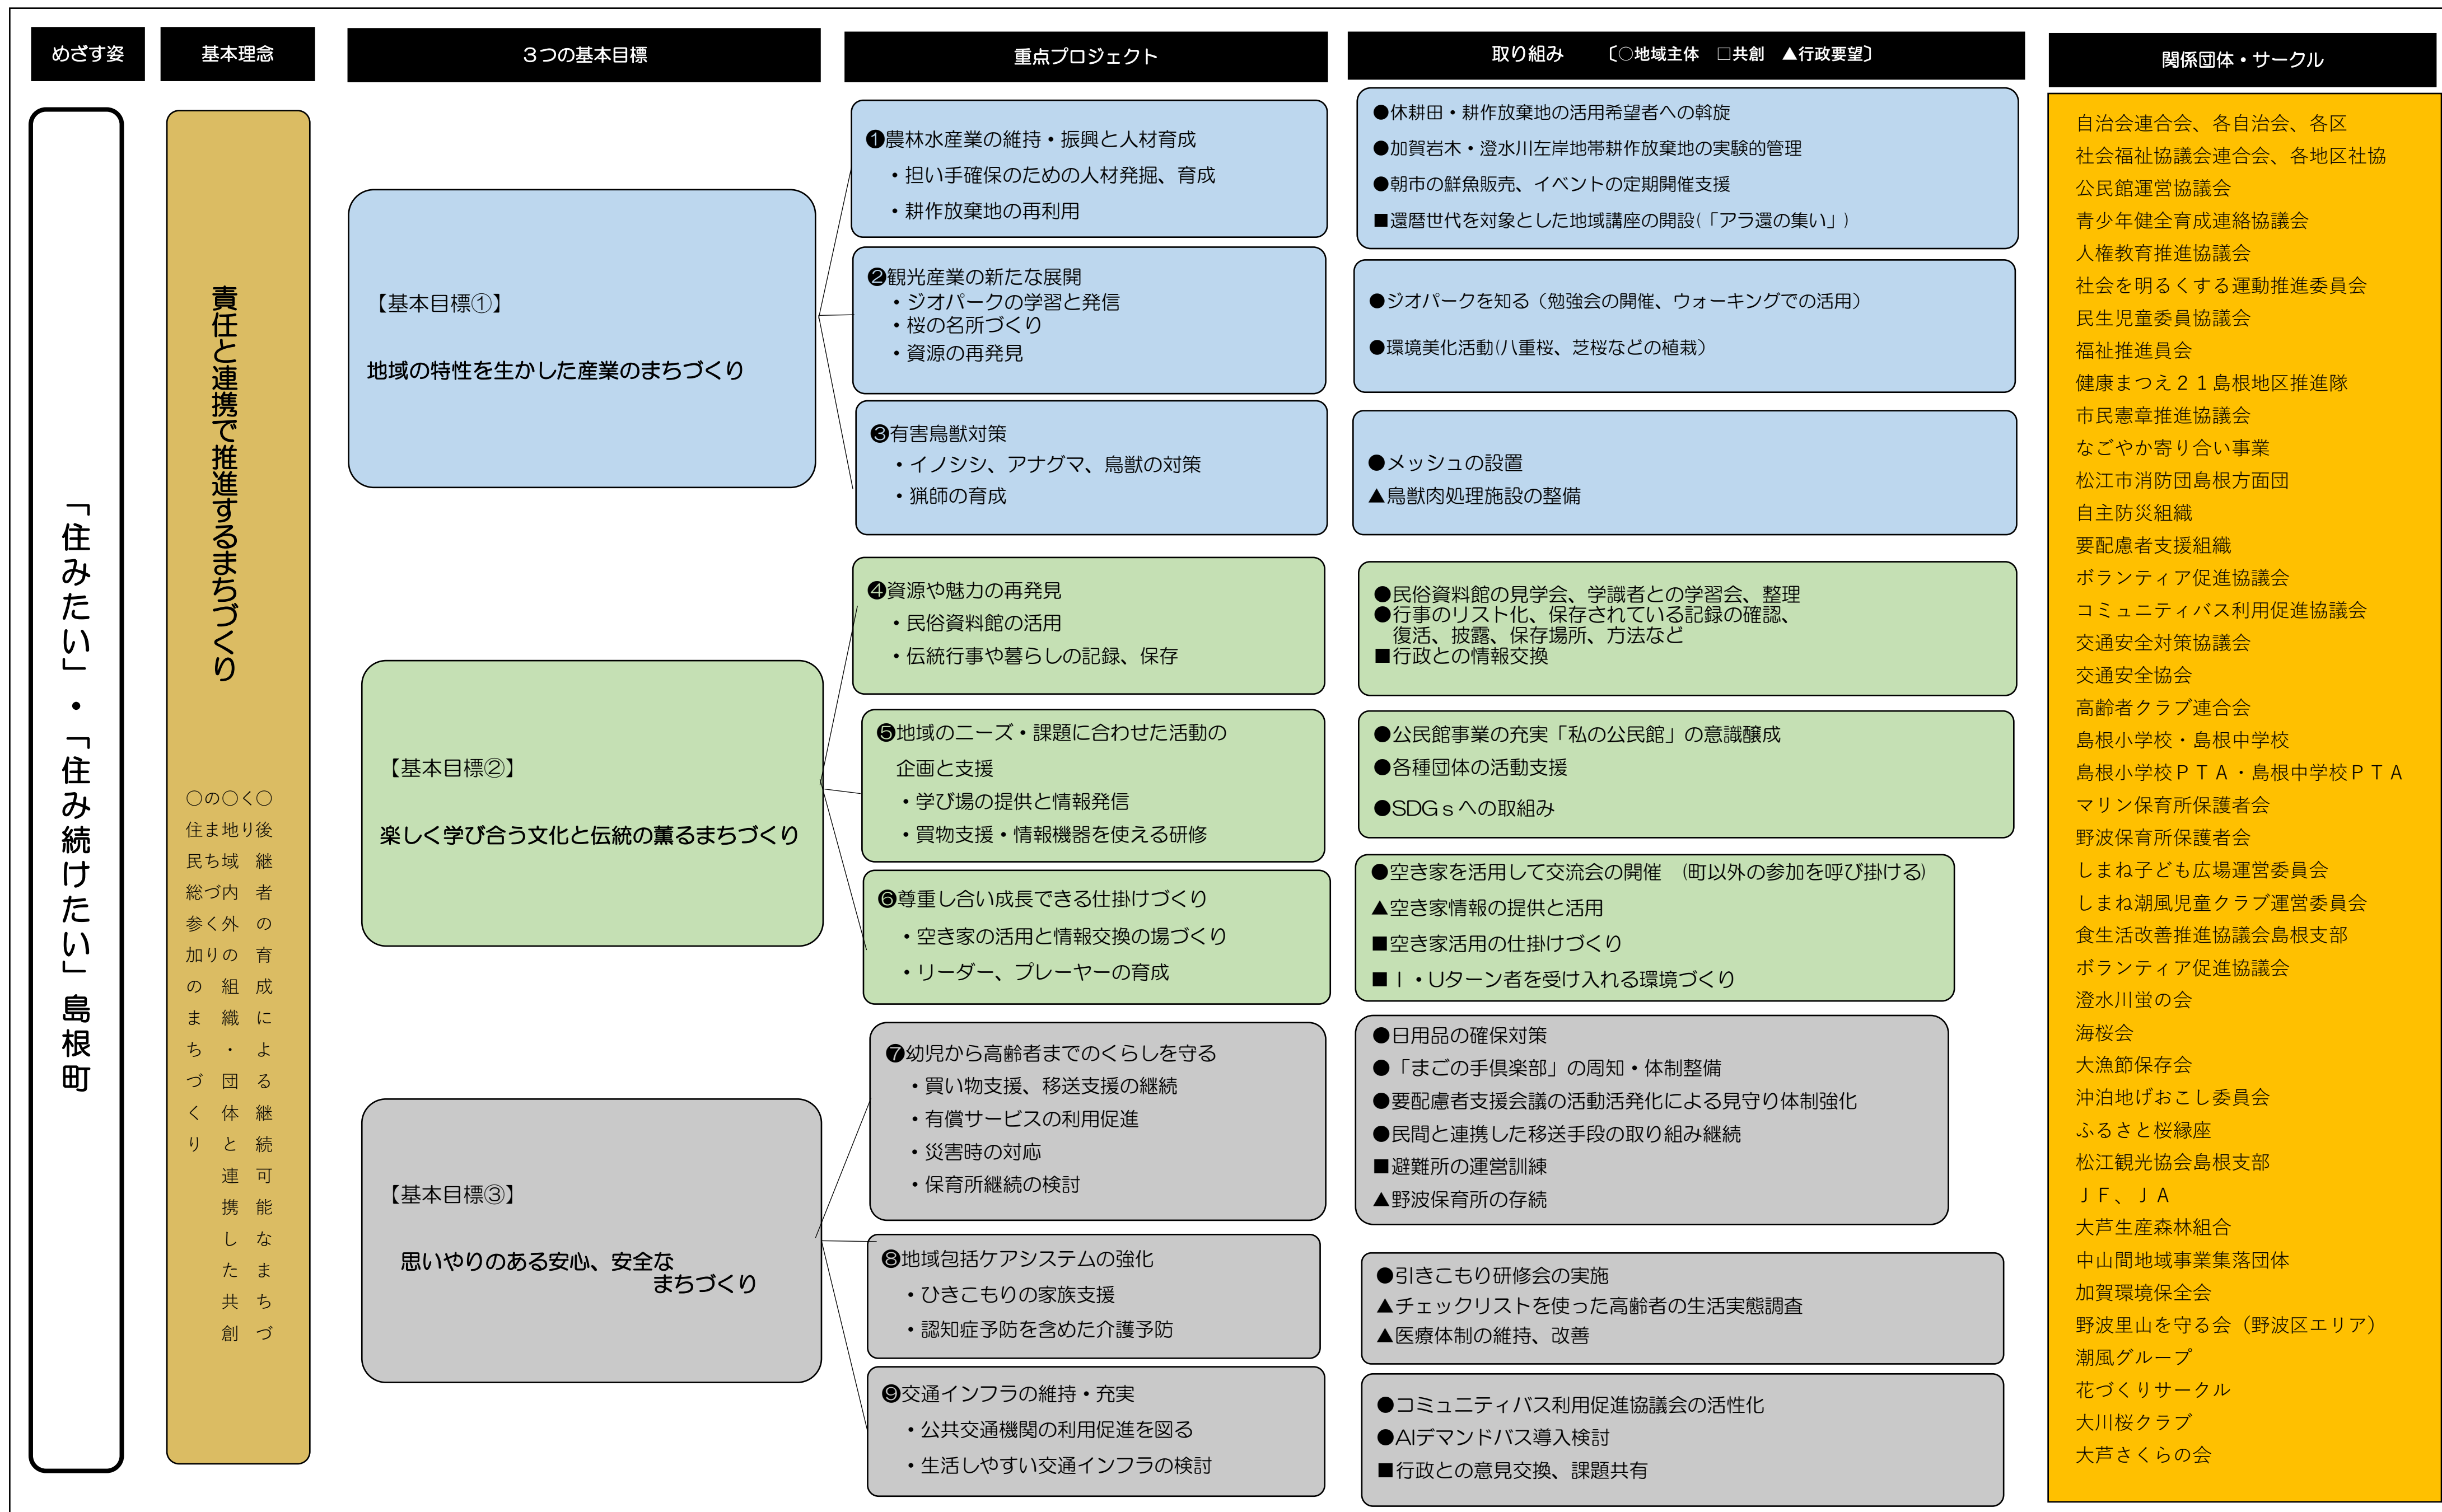 めざす姿
「住みたい」・「住み続けたい」島根町
基本理念
責任と連携で推進するまちづくり
○後継者の育成による継続可能なまちづ
くり
○地域内外の組織・団体と連携した共創
のまちづくり
○住民総参加のまちづくり
3つの基本目標
【基本目標①】
地域の特性を生かした産業のまちづくり
【基本目標②】
楽しく学び合う文化と伝統の薫るまちづくり
【基本目標③】
思いやりのある安心、安全な
まちづくり
重点プロジェクト
❶農林水産業の維持・振興と人材育成
・担い手確保のための人材発掘、育成
・耕作放棄地の再利用
❷観光産業の新たな展開
・ジオパークの学習と発信
・桜の名所づくり
・資源の再発見
❸有害鳥獣対策
・イノシシ、アナグマ、鳥獣の対策
・猟師の育成
❹資源や魅力の再発見
・民俗資料館の活用
・伝統行事や暮らしの記録、保存
❺地域のニーズ・課題に合わせた活動の
企画と支援
・学び場の提供と情報発信
・買物支援・情報機器を使える研修
❻尊重し合い成長できる仕掛けづくり
・空き家の活用と情報交換の場づくり
・リーダー、プレーヤーの育成
❼幼児から高齢者までのくらしを守る
・買い物支援、移送支援の継続
・有償サービスの利用促進
・災害時の対応
・保育所継続の検討
❽地域包括ケアシステムの強化
・ひきこもりの家族支援
・認知症予防を含めた介護予防
❾交通インフラの維持・充実
・公共交通機関の利用促進を図る
・生活しやすい交通インフラの検討
取り組み 〔○地域主体 □共創 ▲行政要望〕
●休耕田・耕作放棄地の活用希望者への斡旋
●加賀岩木・澄水川左岸地帯耕作放棄地の実験的管理
●朝市の鮮魚販売、イベントの定期開催支援
■還暦世代を対象とした地域講座の開設(「アラ還の集い」)
●ジオパークを知る（勉強会の開催、ウォーキングでの活用）
●環境美化活動(八重桜、芝桜などの植栽）
●メッシュの設置
▲鳥獣肉処理施設の整備
●民俗資料館の見学会、学識者との学習会、整理
●行事のリスト化、保存されている記録の確認、
復活、披露、保存場所、方法など
■行政との情報交換
●公民館事業の充実「私の公民館」の意識醸成
●各種団体の活動支援
●SDGｓへの取組み
●空き家を活用して交流会の開催 (町以外の参加を呼び掛ける)
▲空き家情報の提供と活用
■空き家活用の仕掛けづくり
■Ｉ・Uターン者を受け入れる環境づくり
●日用品の確保対策
●「まごの手倶楽部」の周知・体制整備
●要配慮者支援会議の活動活発化による見守り体制強化
●民間と連携した移送手段の取り組み継続
■避難所の運営訓練
▲野波保育所の存続
●引きこもり研修会の実施
▲チェックリストを使った高齢者の生活実態調査
▲医療体制の維持、改善
●コミュニティバス利用促進協議会の活性化
●AIデマンドバス導入検討
■行政との意見交換、課題共有
関係団体・サークル
自治会連合会、各自治会、各区
社会福祉協議会連合会、各地区社協
公民館運営協議会
青少年健全育成連絡協議会
人権教育推進協議会
社会を明るくする運動推進委員会
民生児童委員協議会
福祉推進員会
健康まつえ２１島根地区推進隊
市民憲章推進協議会
なごやか寄り合い事業
松江市消防団島根方面団
自主防災組織
要配慮者支援組織
ボランティア促進協議会
コミュニティバス利用促進協議会
交通安全対策協議会
交通安全協会
高齢者クラブ連合会
島根小学校・島根中学校
島根小学校ＰＴＡ・島根中学校ＰＴＡ
マリン保育所保護者会
野波保育所保護者会
しまね子ども広場運営委員会
しまね潮風児童クラブ運営委員会
食生活改善推進協議会島根支部
ボランティア促進協議会
澄水川蛍の会
海桜会
大漁節保存会
沖泊地げおこし委員会
ふるさと桜縁座
松江観光協会島根支部
ＪＦ、ＪＡ
大芦生産森林組合
中山間地域事業集落団体
加賀環境保全会
野波里山を守る会（野波区エリア）
潮風グループ
花づくりサークル
大川桜クラブ
大芦さくらの会